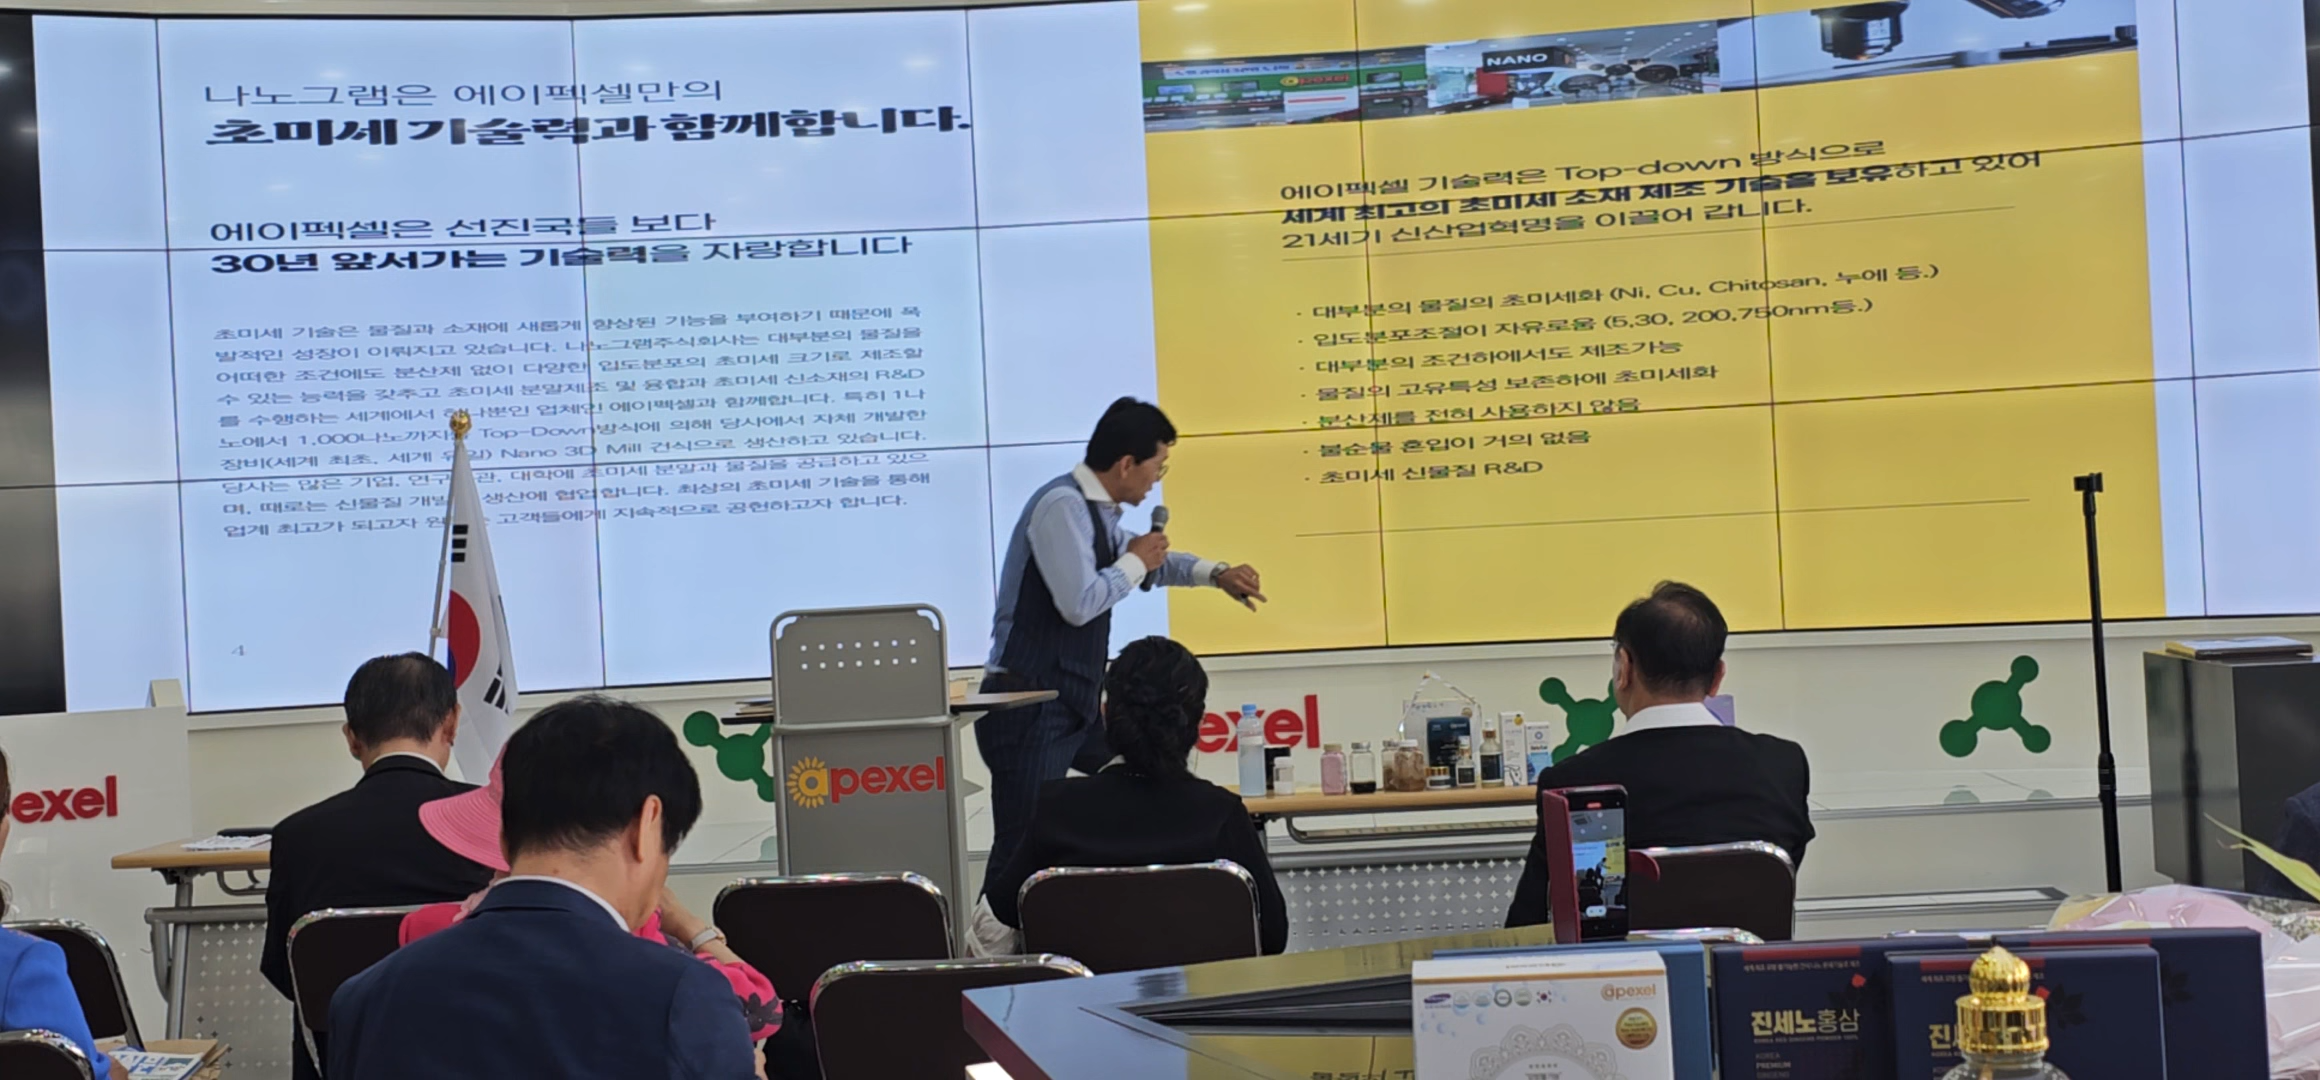 나노그램은 에이펙셀만의
초미세 기술력과 함께합니다.
에이펙셀은 선진국들 보다
30년 앞서가는 기술력을 자랑합니다
초미세 기술은 물질과 소재에 새롭게 향상된 기능을 부여하기 때문에 폭
발적인 성장이 이뤄지고 있습니다. 나노그램주식회사는 대부분의 물질을
어떠한 조건에도 분산제 없이 다양한 입도분포의 초미세 크기로 제조할
수 있는 능력을 갖추고 초미세 분말제조 및 융합과 초미세 신소재의 R&D
를 수행하는 세계에서 하나뿐인 업체인 에이펙셀과 함께합니다. 특히 1나
노에서 1,000나노까지 Top-Down방식에 의해 당사에서 자체 개발한
장비(세계 최초, 세계 유일) Nano 3D Mill 건식으로 생산하고 있습니다.
당사는 많은 기업, 연구 관, 대학에 초미세 분말과 물질을 공급하고 있으
며, 때로는 신물질 개발 생산에 협업합니다. 최상의 초미세 기술을 통해
업계 최고가 되고자 원 고객들에게 지속적으로 공헌하고자 합니다.
4
NANO
에이펙셀 기술력은 Top-down 방식으로
세계 최고의 초미세 소재 제조 기술을 보유하고 있어
21세기 신산업혁명을 이끌어 갑니다.
· 대부분의 물질의 초미세화 (Ni, Cu, Chitosan, 누에 등.)
· 입도분포조절이 자유로움 (5,30, 200,750nm등.)
· 대부분의 조건하에서도 제조가능
· 물질의 고유특성 보존하에 초미세화
· 분산제를 전혀 사용하지 않음
· 불순물 혼입이 거의 없음
· 초미세 신물질 R&D
exel
apexel
pexel
apexel
진세노홍삼
KOREA
PREMIUM
진